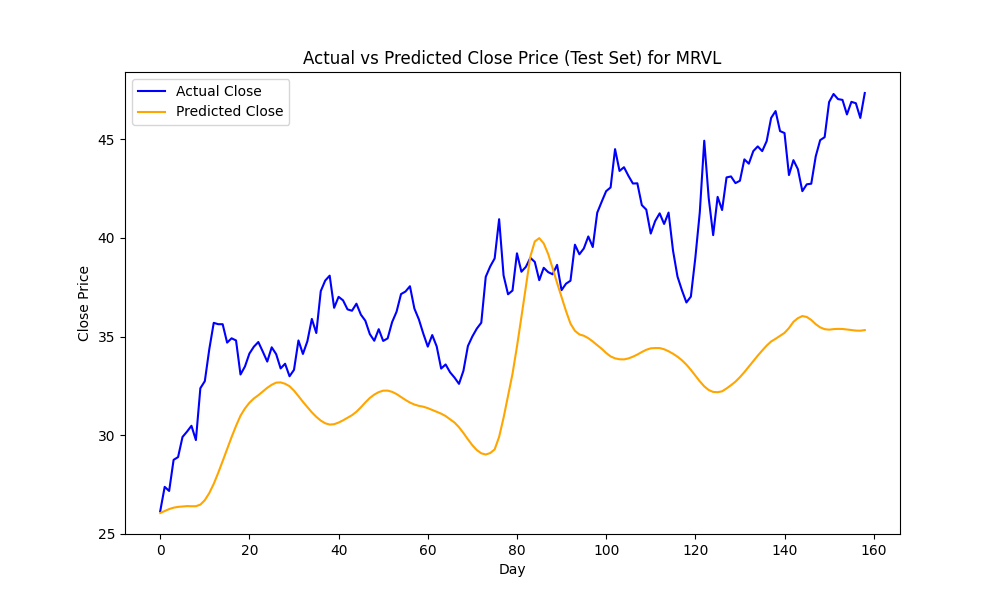 Actual vs Predicted Close Price (Test Set) for MRVL
Actual Close
Predicted Close
Close Price
45
40
35
30
25
0 20 40 60 80 100 120 140 160
Day